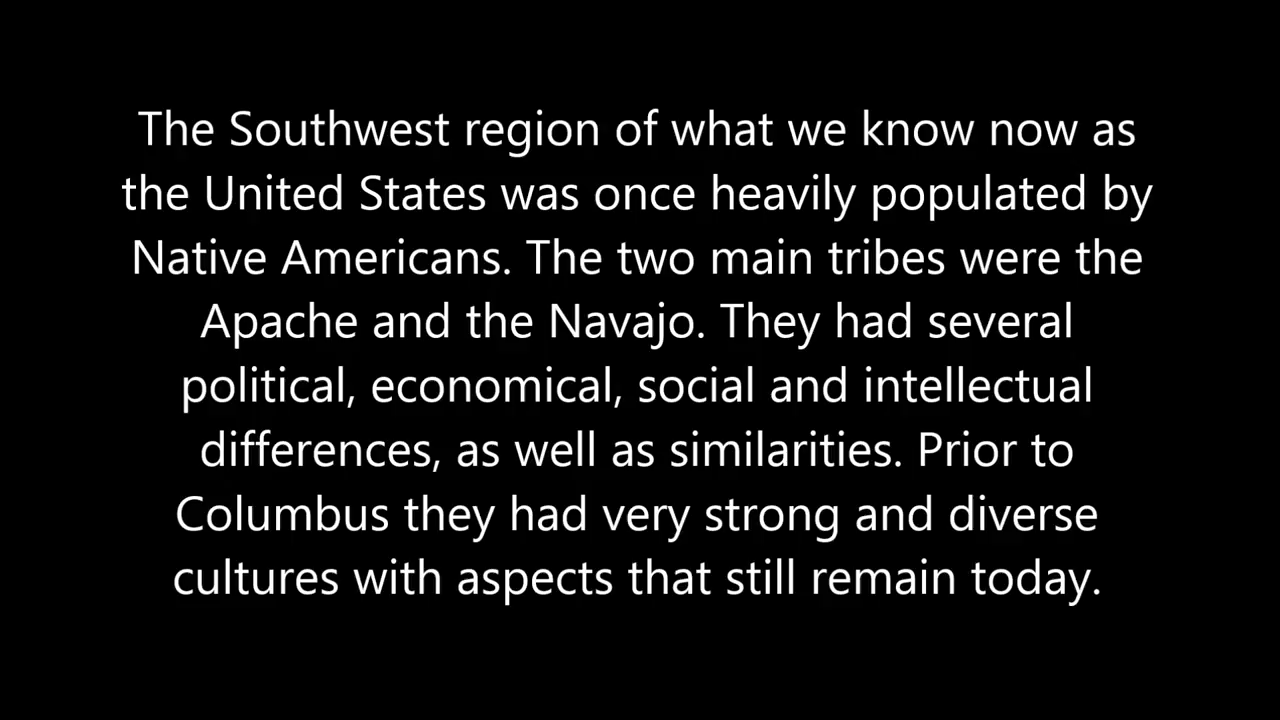 The Southwest region of what we know now as
the United States was once heavily populated by
Native Americans. The two main tribes were the
Apache and the Navajo. They had several
political, economical, social and intellectual
differences, as well as similarities. Prior to
Columbus they had very strong and diverse
cultures with aspects that still remain today.